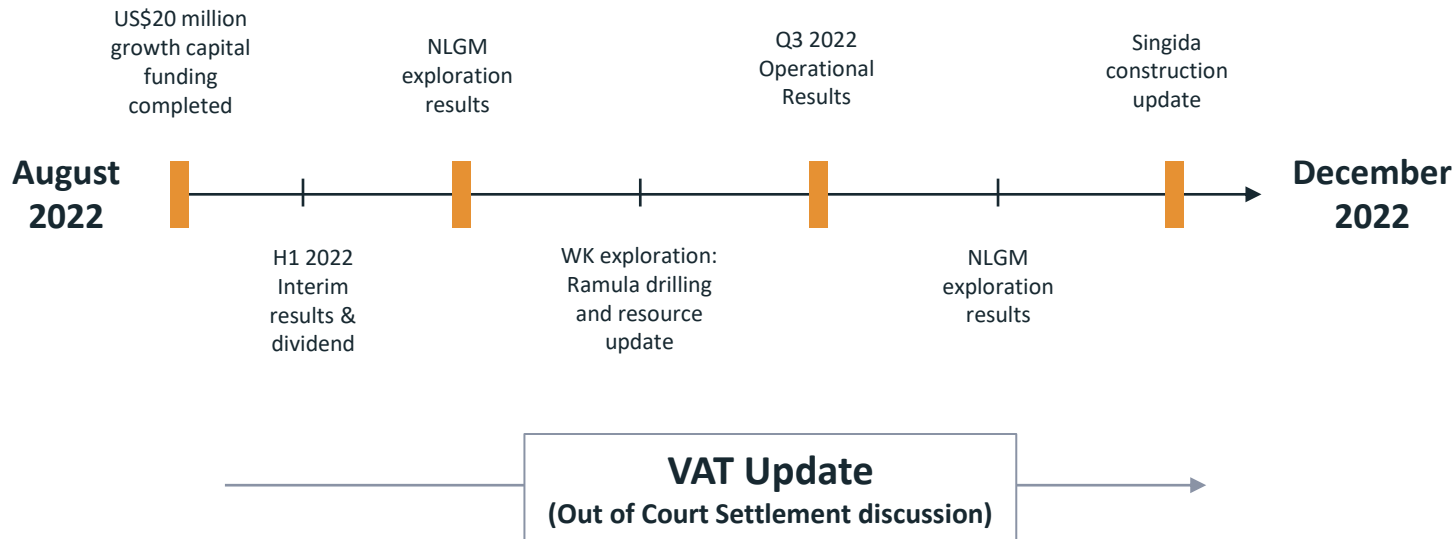 US$20 million
growth capital
funding
completed
NLGM
exploration
results
Q3 2022
Operational
Results
Singida
construction
update
August
2022
December
2022
H1 2022
Interim
results &
dividend
WK exploration:
Ramula drilling
and resource
update
NLGM
exploration
results
VAT Update
(Out of Court Settlement discussion)